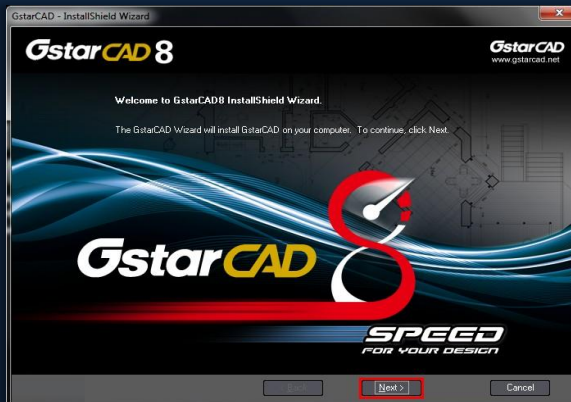 GstarCAD - InstallShield Wizard
GstarCAD 8
GstarCAD
www.gstarcad.net
Welcome to GstarCAD8 InstallShield Wizard.
The GstarCAD Wizard will install GstarCAD on your computer. To continue, click Next.
GstarCAD 8
SPEED
FOR YOUR DESIGN
Next >
Cancel